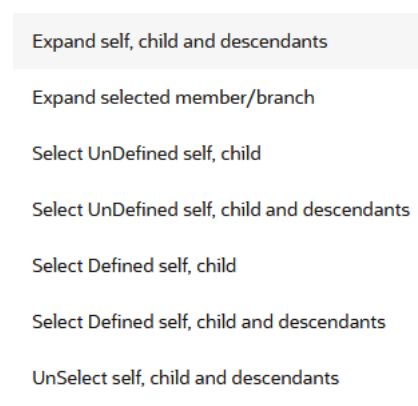 Expand self, child and descendants
Expand selected member/branch
Select UnDefined self, child
Select UnDefined self, child and descendants
Select Defined self, child
Select Defined self, child and descendants
UnSelect self, child and descendants